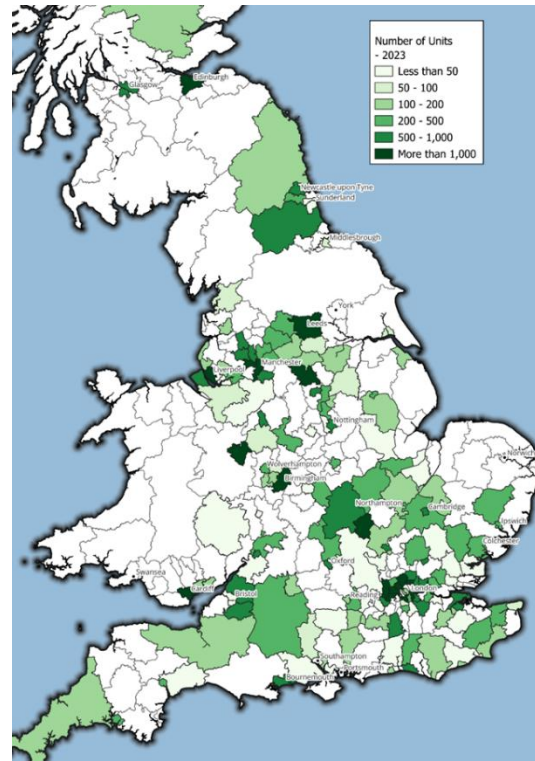 Number of Units
- 2023
Less than 50
50 - 100
100 - 200
200 - 500
500 - 1,000
More than 1,000
Edinburgh
Glasgow
Newcastle upon Tyne
Sunderland
Middlesbrough
York
Leeds
Manchester
Liverpool
Nottingham
Norwich
Wolverhampton
Birmingham
Northampton
Cambridge
Ipswich
Colchester
Oxford
Swansea
Cardiff
Bristol
Reading
London
Southampton
Portsmouth
Bournemouth